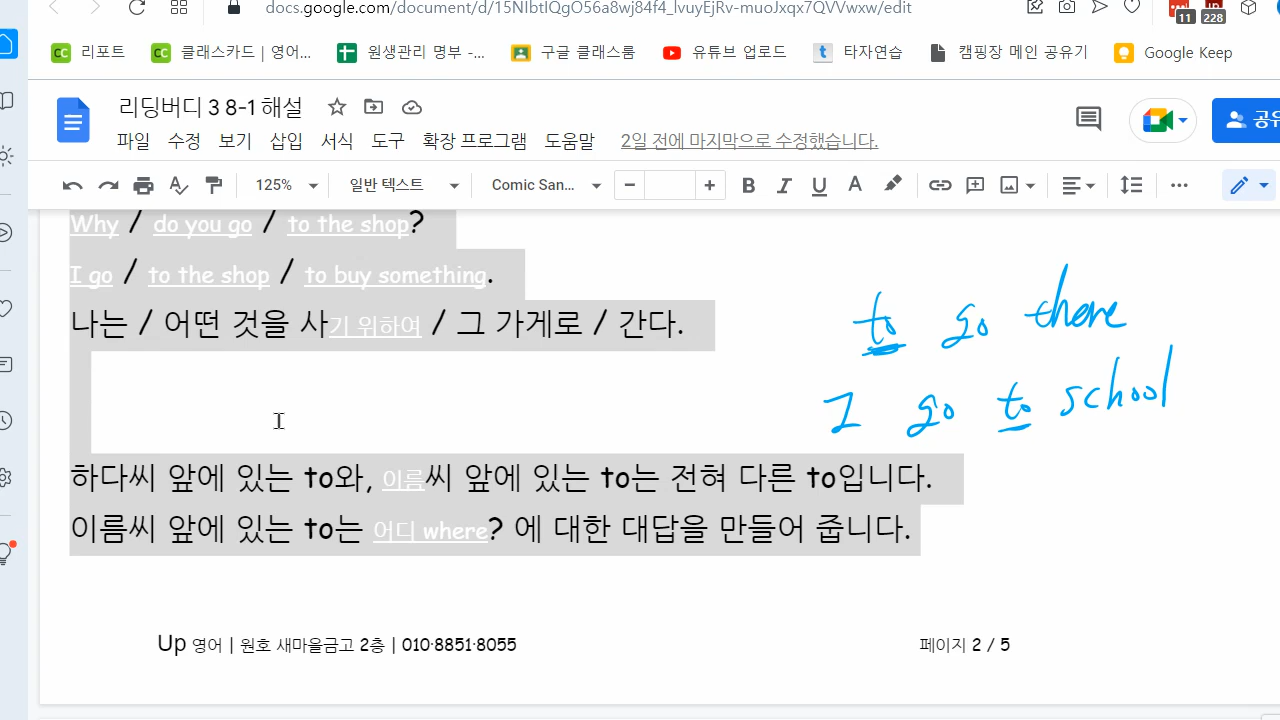 docs.google.com/document/d/15NIbtIQgO56a8wj84f4_lvuyEjRv-muoJxqx7QVVwxw/edit
11
228
리포트
클래스카드 | 영어...
원생관리 명부 -...
구글 클래스룸
유튜브 업로드
타자연습
캠핑장 메인 공유기
Google Keep
리딩버디 3 8-1 해설
파일 수정 보기 삽입 서식 도구 확장 프로그램 도움말 2일 전에 마지막으로 수정했습니다.
125% 일반 텍스트 Comic San...
Why / do you go / to the shop?
I go / to the shop / to buy something.
나는 / 어떤 것을 사기 위하여 / 그 가게로 / 간다.
to go there
I go to school
하다씨 앞에 있는 to와, 이름씨 앞에 있는 to는 전혀 다른 to입니다.
이름씨 앞에 있는 to는 어디 where? 에 대한 대답을 만들어 줍니다.
Up 영어 | 원호 새마을금고 2층 | 010·8851·8055
페이지 2 / 5